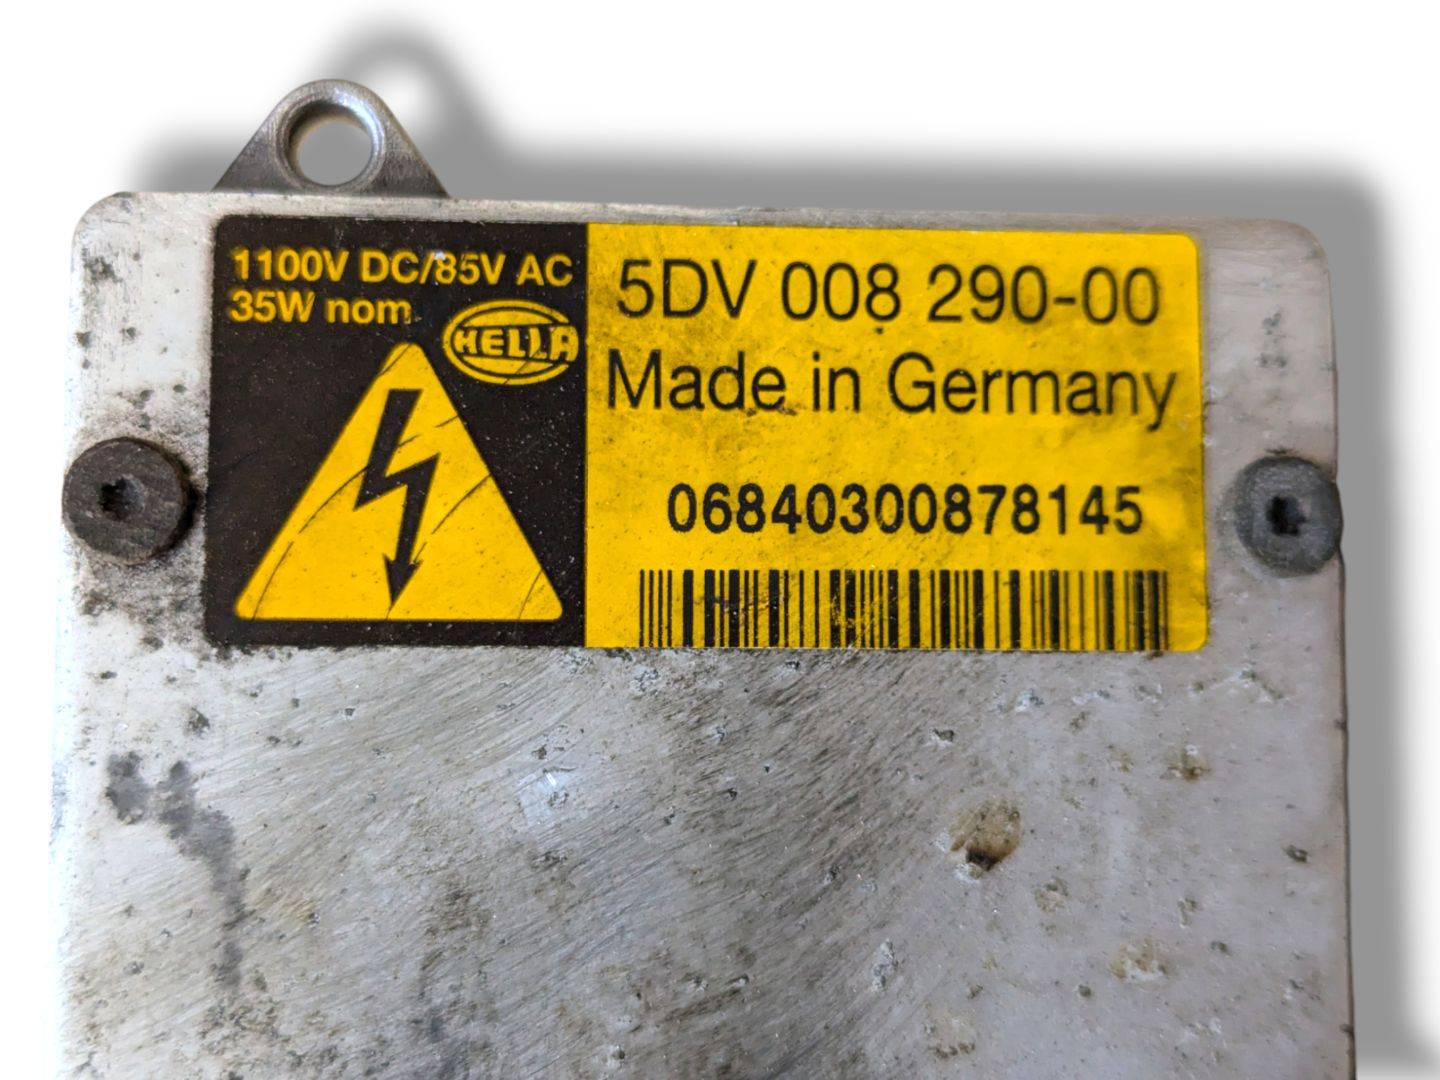 1100V DC/85V AC
35W nom
HELLA
5DV 008 290-00
Made in Germany
06840300878145